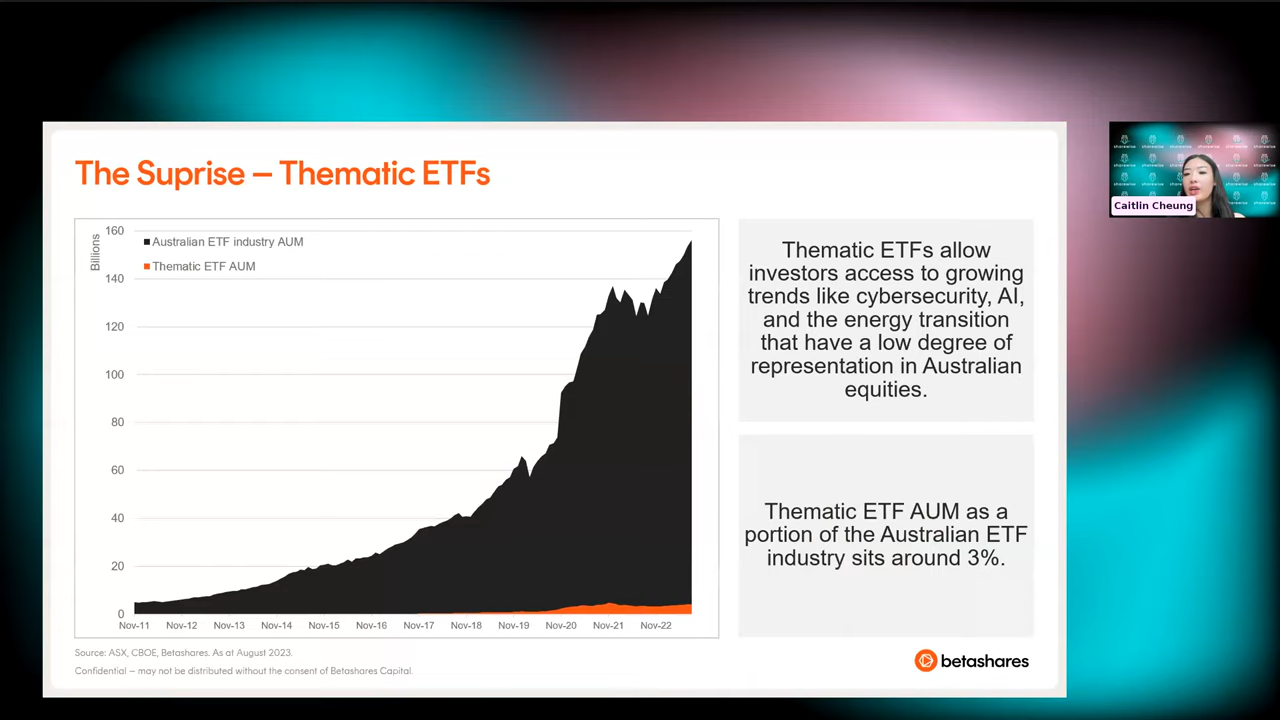 The Suprise – Thematic ETFs
Billions
160
140
120
100
80
60
40
20
0
Australian ETF industry AUM
Thematic ETF AUM
Nov-11 Nov-12 Nov-13 Nov-14 Nov-15 Nov-16 Nov-17 Nov-18 Nov-19 Nov-20 Nov-21 Nov-22
Thematic ETFs allow
investors access to growing
trends like cybersecurity, AI,
and the energy transition
that have a low degree of
representation in Australian
equities.
Thematic ETF AUM as a
portion of the Australian ETF
industry sits around 3%.
Source: ASX, CBOE, Betashares. As at August 2023.
Confidential – may not be distributed without the consent of Betashares Capital.
betashares
Caitlin Cheung